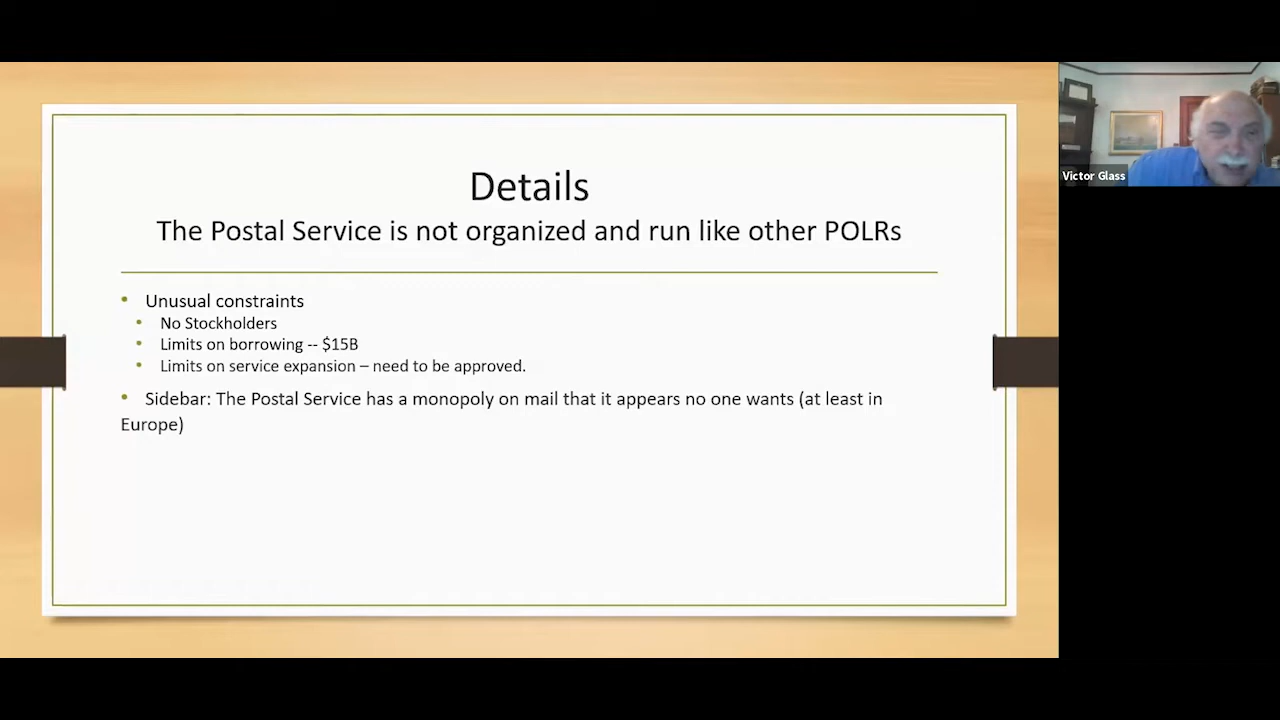 Details
The Postal Service is not organized and run like other POLRs
• Unusual constraints
• No Stockholders
• Limits on borrowing -- $15B
• Limits on service expansion – need to be approved.
• Sidebar: The Postal Service has a monopoly on mail that it appears no one wants (at least in
Europe)
Victor Glass